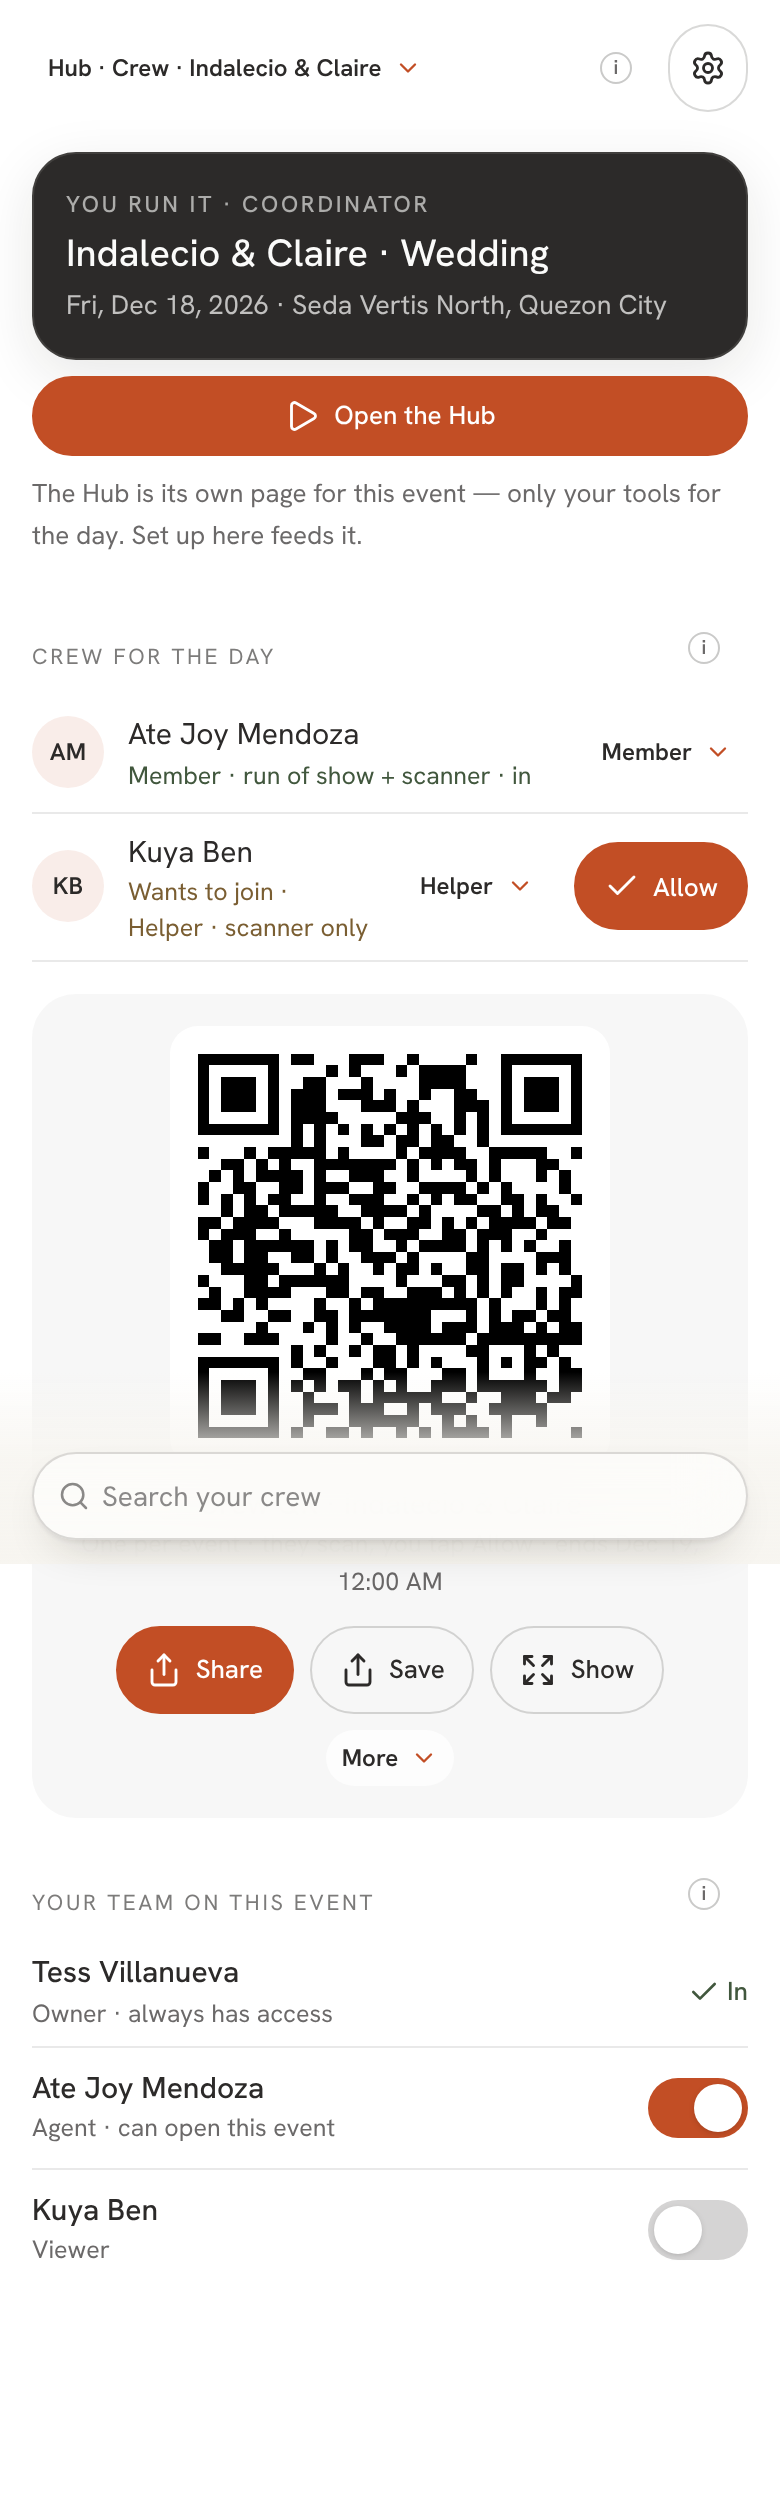 Hub · Crew · Indalecio & Claire
i
YOU RUN IT · COORDINATOR
Indalecio & Claire · Wedding
Fri, Dec 18, 2026 · Seda Vertis North, Quezon City
Open the Hub
The Hub is its own page for this event — only your tools for
the day. Set up here feeds it.
CREW FOR THE DAY
i
AM
Ate Joy Mendoza
Member · run of show + scanner · in
Member
KB
Kuya Ben
Wants to join ·
Helper · scanner only
Helper
Allow
Search your crew
12:00 AM
Share
Save
Show
More
YOUR TEAM ON THIS EVENT
i
Tess Villanueva
Owner · always has access
In
Ate Joy Mendoza
Agent · can open this event
Kuya Ben
Viewer